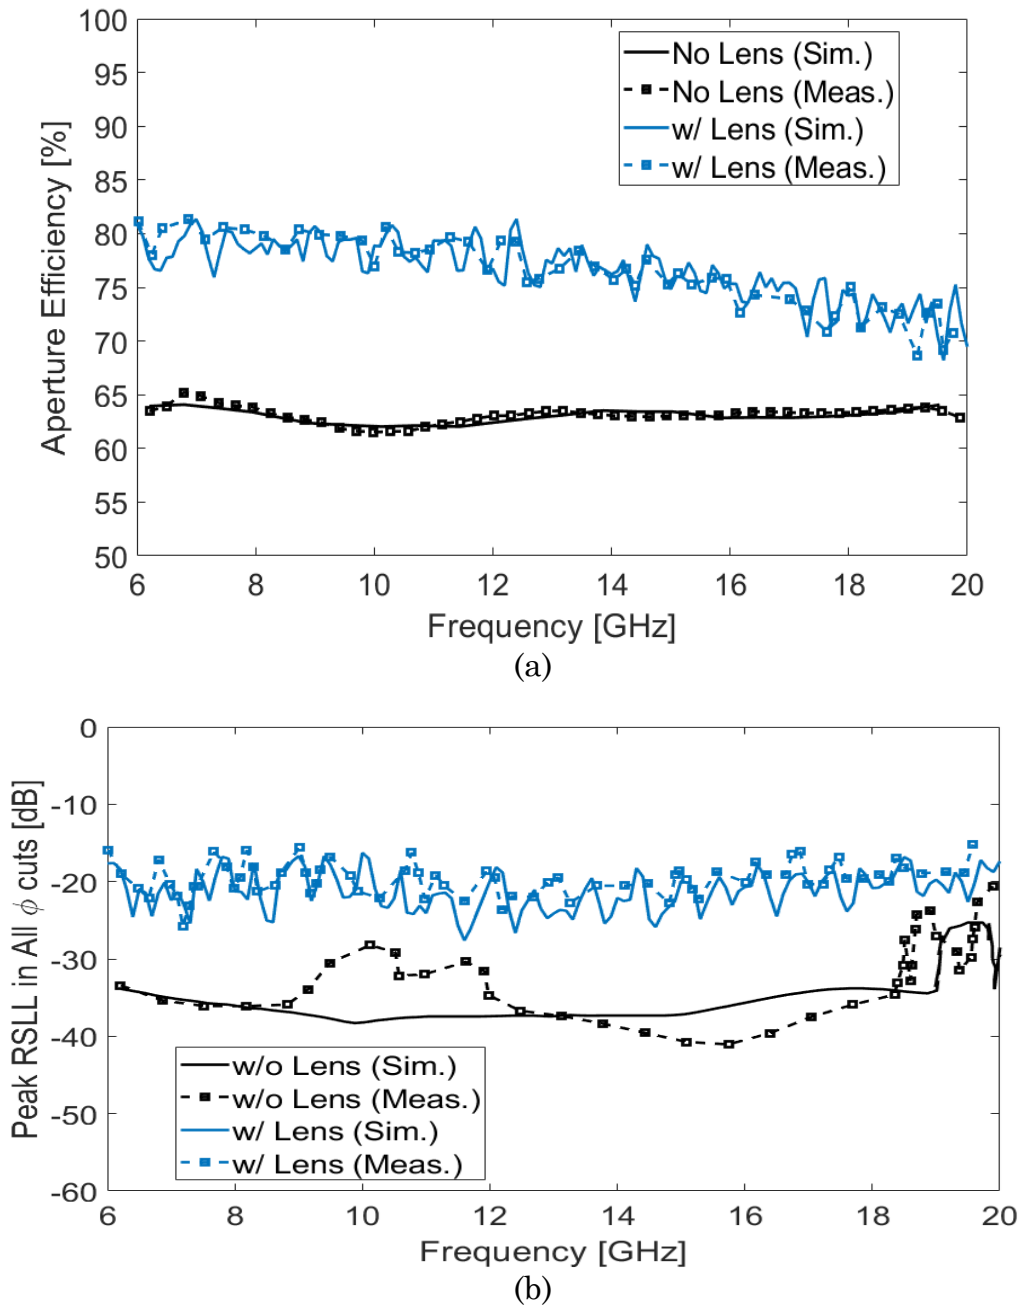 100
95
90
85
80
75
70
65
60
55
50
Aperture Efficiency [%]
No Lens (Sim.)
No Lens (Meas.)
w/ Lens (Sim.)
w/ Lens (Meas.)
6 8 10 12 14 16 18 20
Frequency [GHz]
(a)
0
-10
-20
-30
-40
-50
-60
Peak RSLL in All ϕ cuts [dB]
w/o Lens (Sim.)
w/o Lens (Meas.)
w/ Lens (Sim.)
w/ Lens (Meas.)
6 8 10 12 14 16 18 20
Frequency [GHz]
(b)